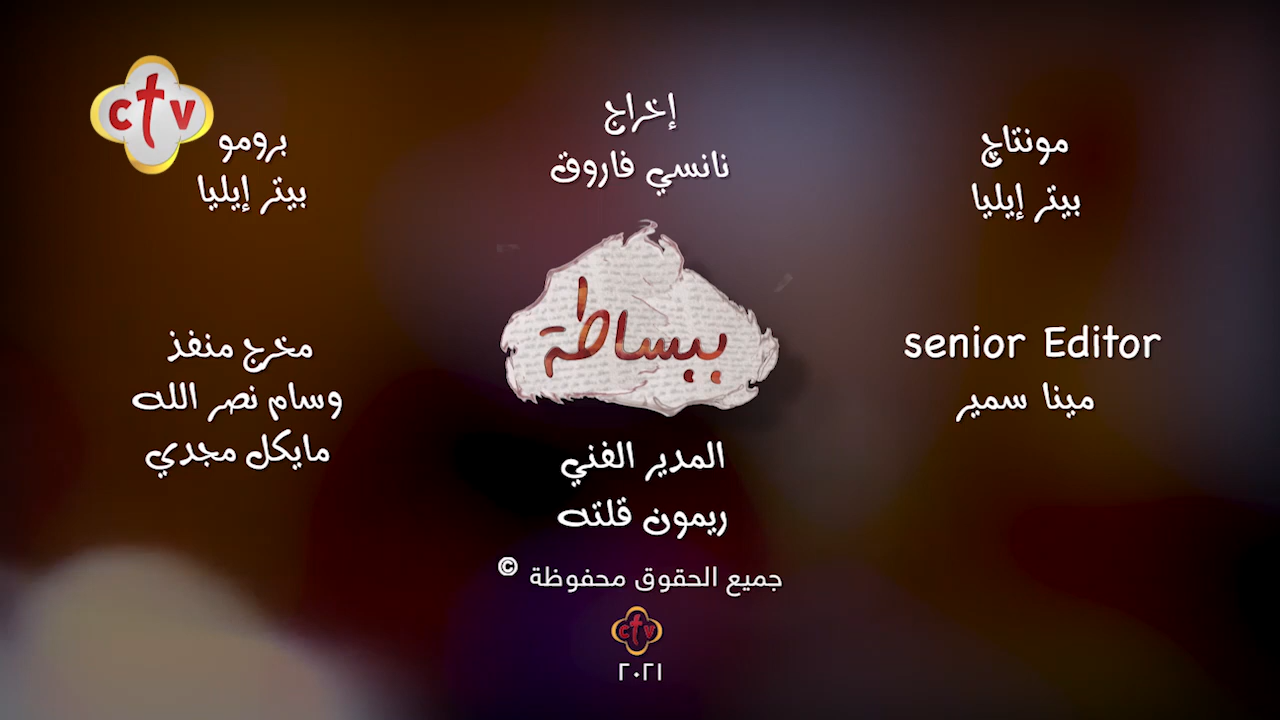 ctv
إخراج
نانسي فاروق
مونتاچ
بيتر إيليا
برومو
بيتر إيليا
ببساطة
senior Editor
مينا سمير
مخرج منفذ
وسام نصر الله
مايكل مجدي
المدير الفني
ريمون قلته
جميع الحقوق محفوظة ©
ctv
٢٠٢١